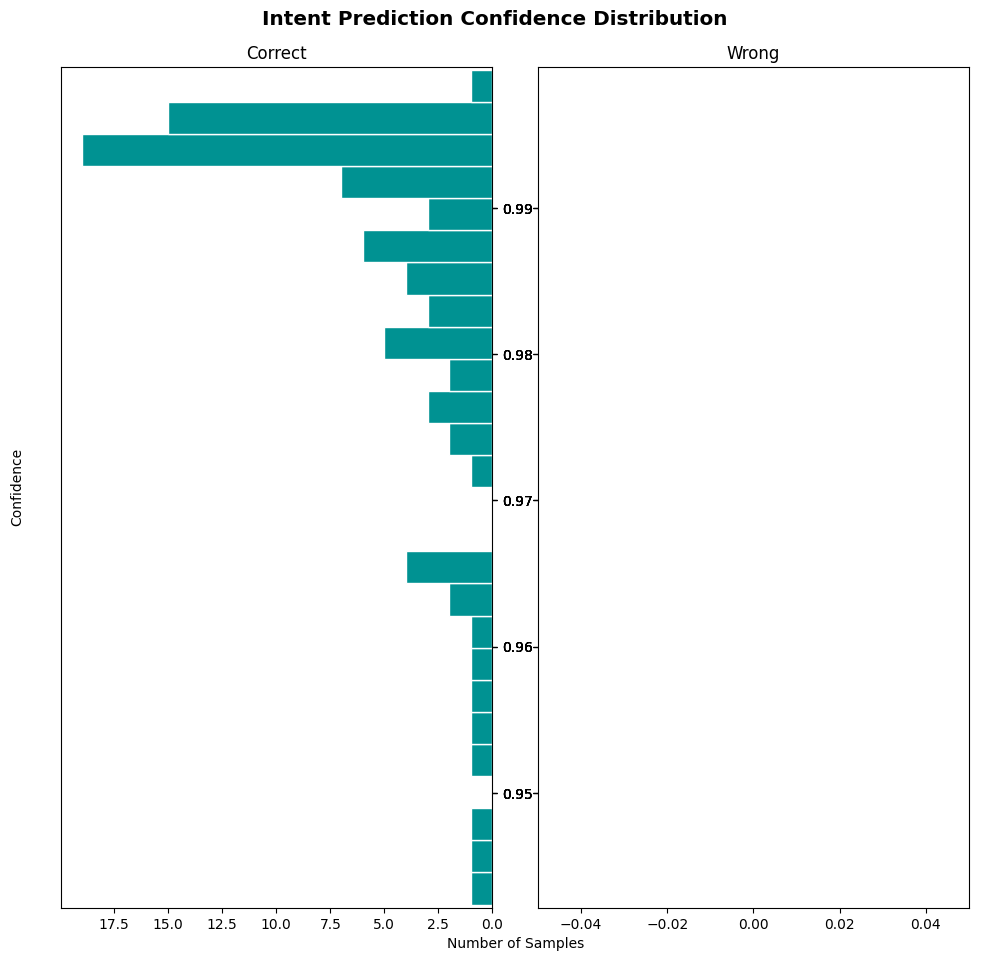 Intent Prediction Confidence Distribution
Correct
Wrong
0.99
0.98
Confidence
0.97
0.96
0.95
17.5 15.0 12.5 10.0 7.5 5.0 2.5 0.0
−0.04 −0.02 0.00 0.02 0.04
Number of Samples